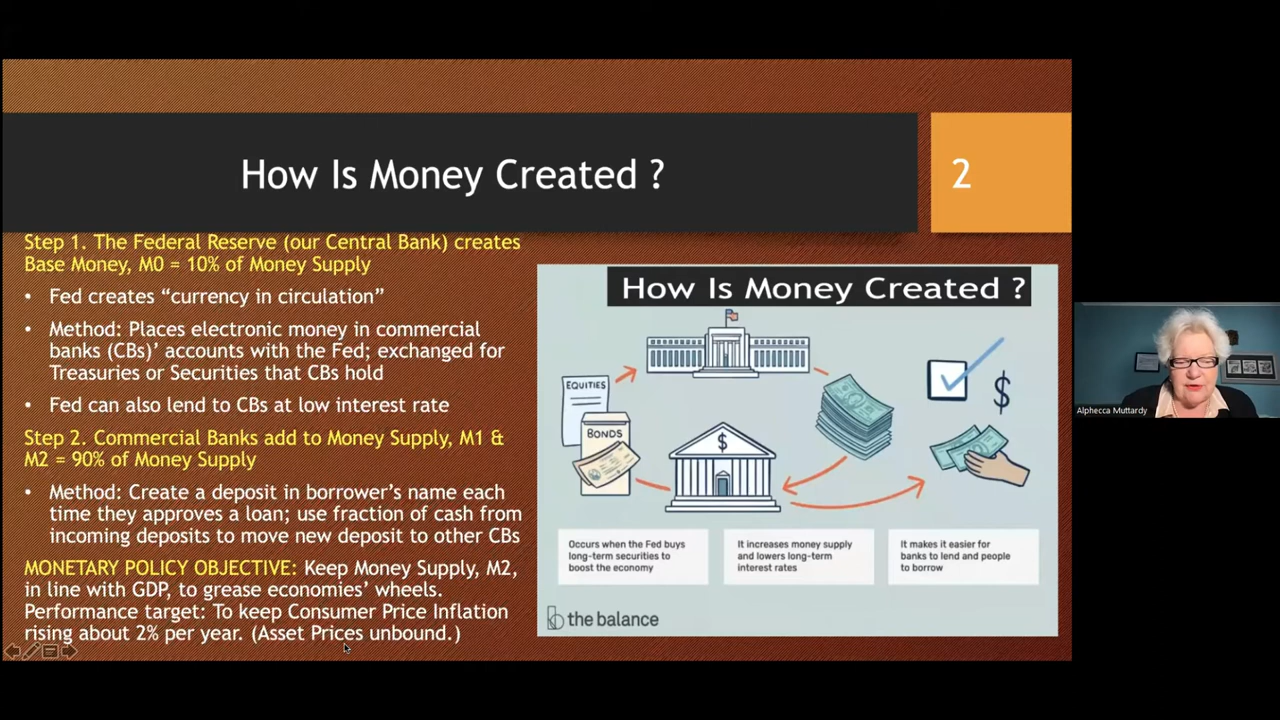 How Is Money Created ?
2
Step 1. The Federal Reserve (our Central Bank) creates
Base Money, M0 = 10% of Money Supply
• Fed creates “currency in circulation”
• Method: Places electronic money in commercial
banks (CBs)’ accounts with the Fed; exchanged for
Treasuries or Securities that CBs hold
• Fed can also lend to CBs at low interest rate
Step 2. Commercial Banks add to Money Supply, M1 &
M2 = 90% of Money Supply
• Method: Create a deposit in borrower’s name each
time they approves a loan; use fraction of cash from
incoming deposits to move new deposit to other CBs
MONETARY POLICY OBJECTIVE: Keep Money Supply, M2,
in line with GDP, to grease economies’ wheels.
Performance target: To keep Consumer Price Inflation
rising about 2% per year. (Asset Prices unbound.)
How Is Money Created ?
EQUITIES
BONDS
$
$
Occurs when the Fed buys
long-term securities to
boost the economy
It increases money supply
and lowers long-term
interest rates
It makes it easier for
banks to lend and people
to borrow
the balance
Alphecca Muttardy